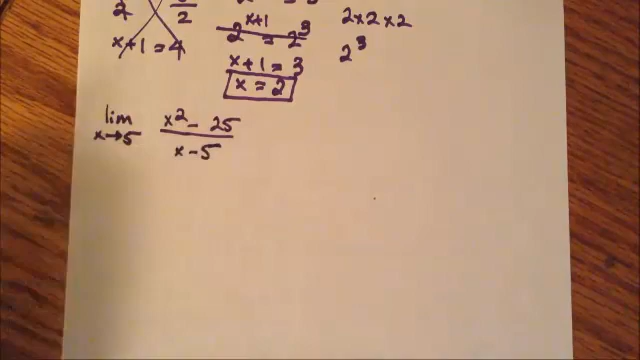 2 2 2 x 2 x 2
x+1 = 4 2^(x+1) = 2^3 2^3
x+1 = 3
x = 2
lim x→5 (x^2 - 25)/(x - 5)